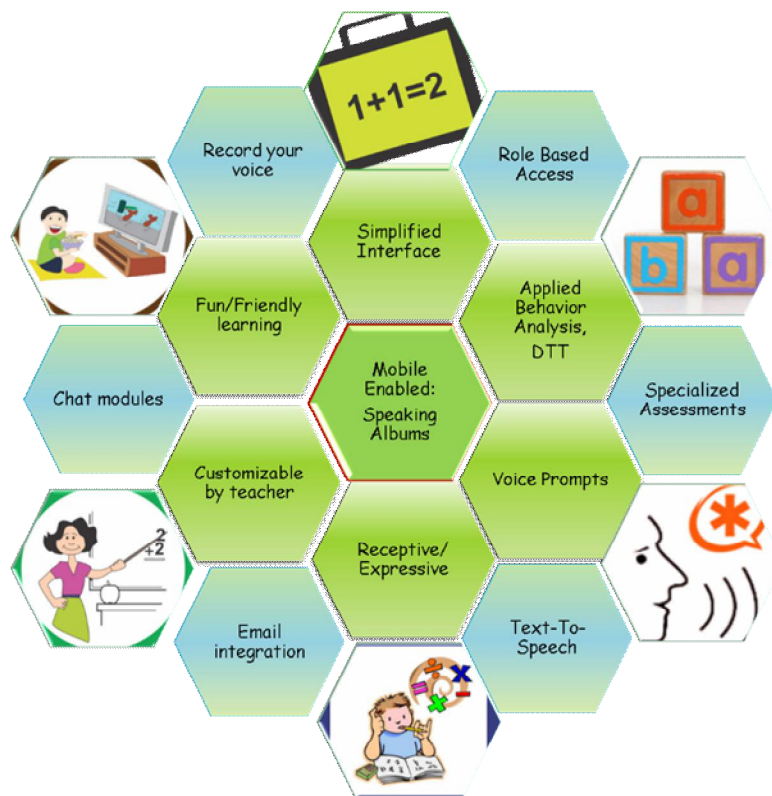 1+1=2
Record your
voice
Role Based
Access
Simplified
Interface
a
b a
Fun/Friendly
learning
Applied
Behavior
Analysis,
DTT
Mobile
Enabled:
Speaking
Albums
Chat modules
Specialized
Assessments
Customizable
by teacher
Voice Prompts
2
+2
Receptive/
Expressive
*
Email
integration
Text-To-
Speech
÷ x
= x -